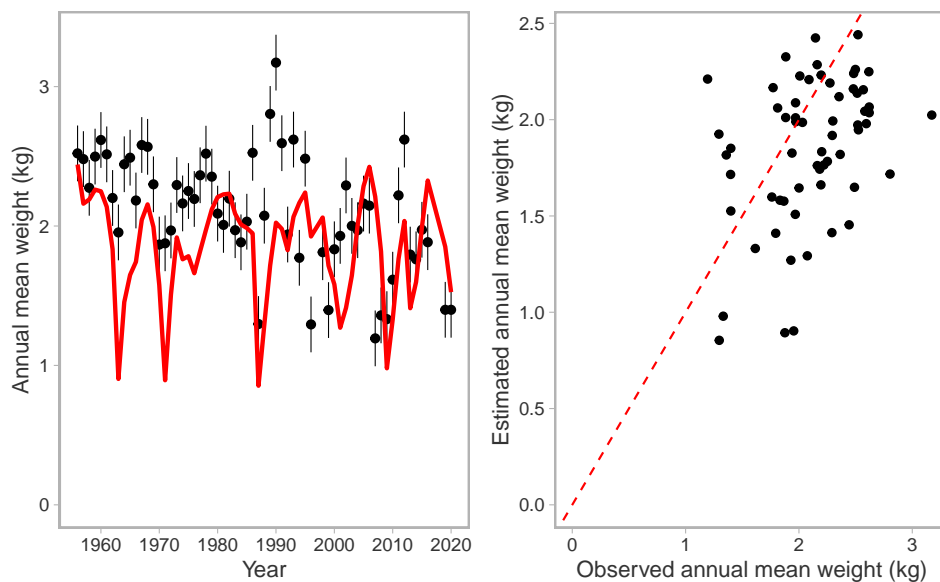 Annual mean weight (kg)
3
2
1
0
1960 1970 1980 1990 2000 2010 2020
Year
Estimated annual mean weight (kg)
2.5
2.0
1.5
1.0
0.5
0.0
0 1 2 3
Observed annual mean weight (kg)